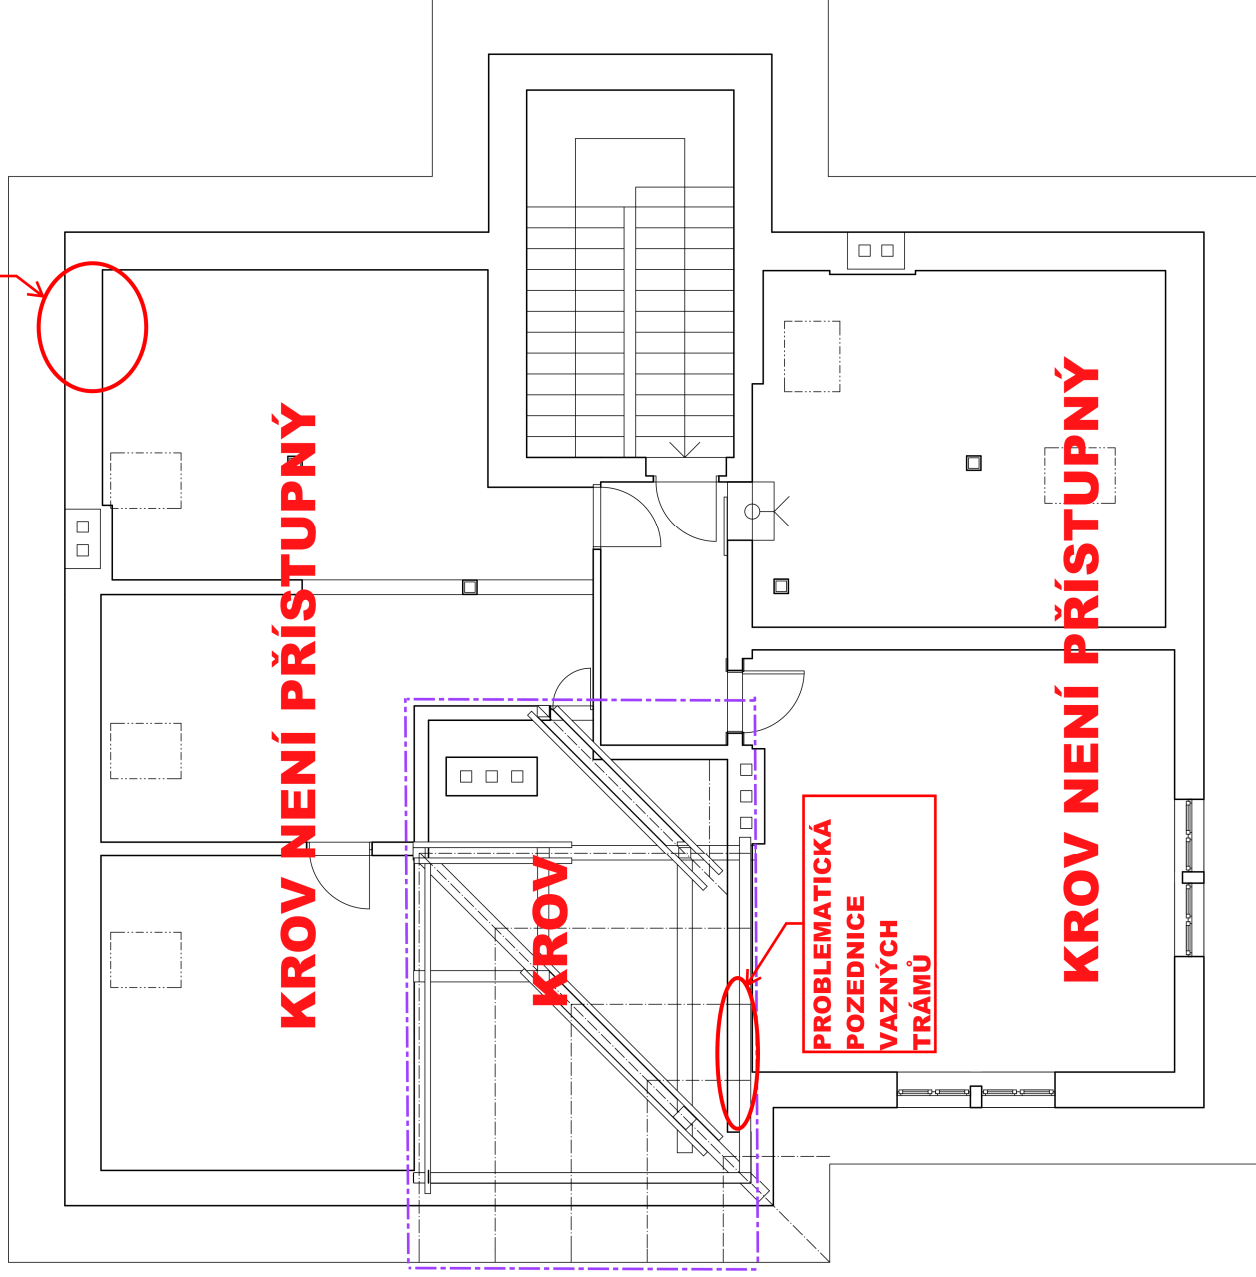 KROV NENÍ PŘÍSTUPNÝ
KROV
PROBLEMATICKÁ
POZEDNICE
VAZNÝCH
TRÁMŮ
KROV NENÍ PŘÍSTUPNÝ